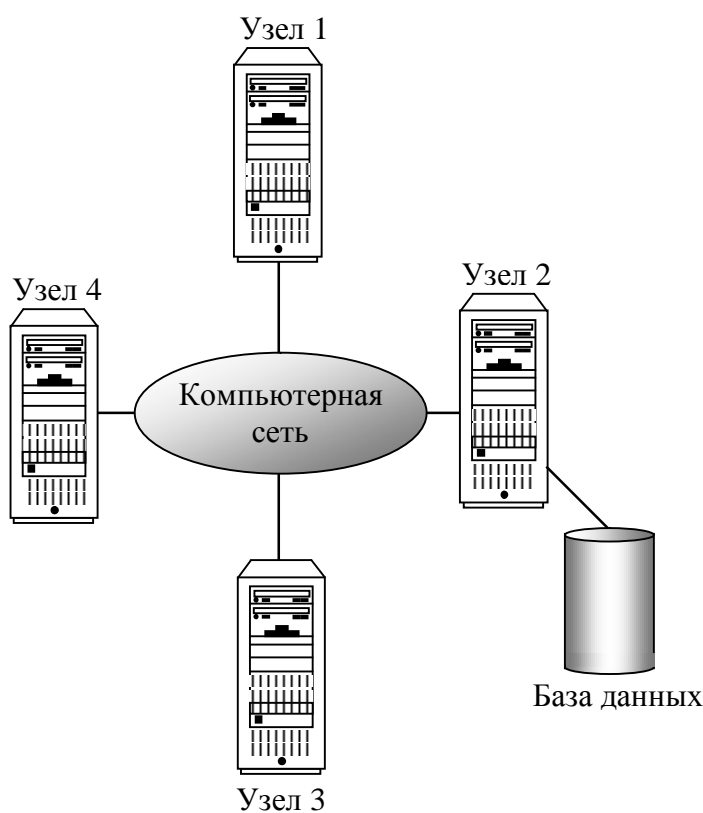 Узел 1
Узел 4
Узел 2
Компьютерная
сеть
База данных
Узел 3